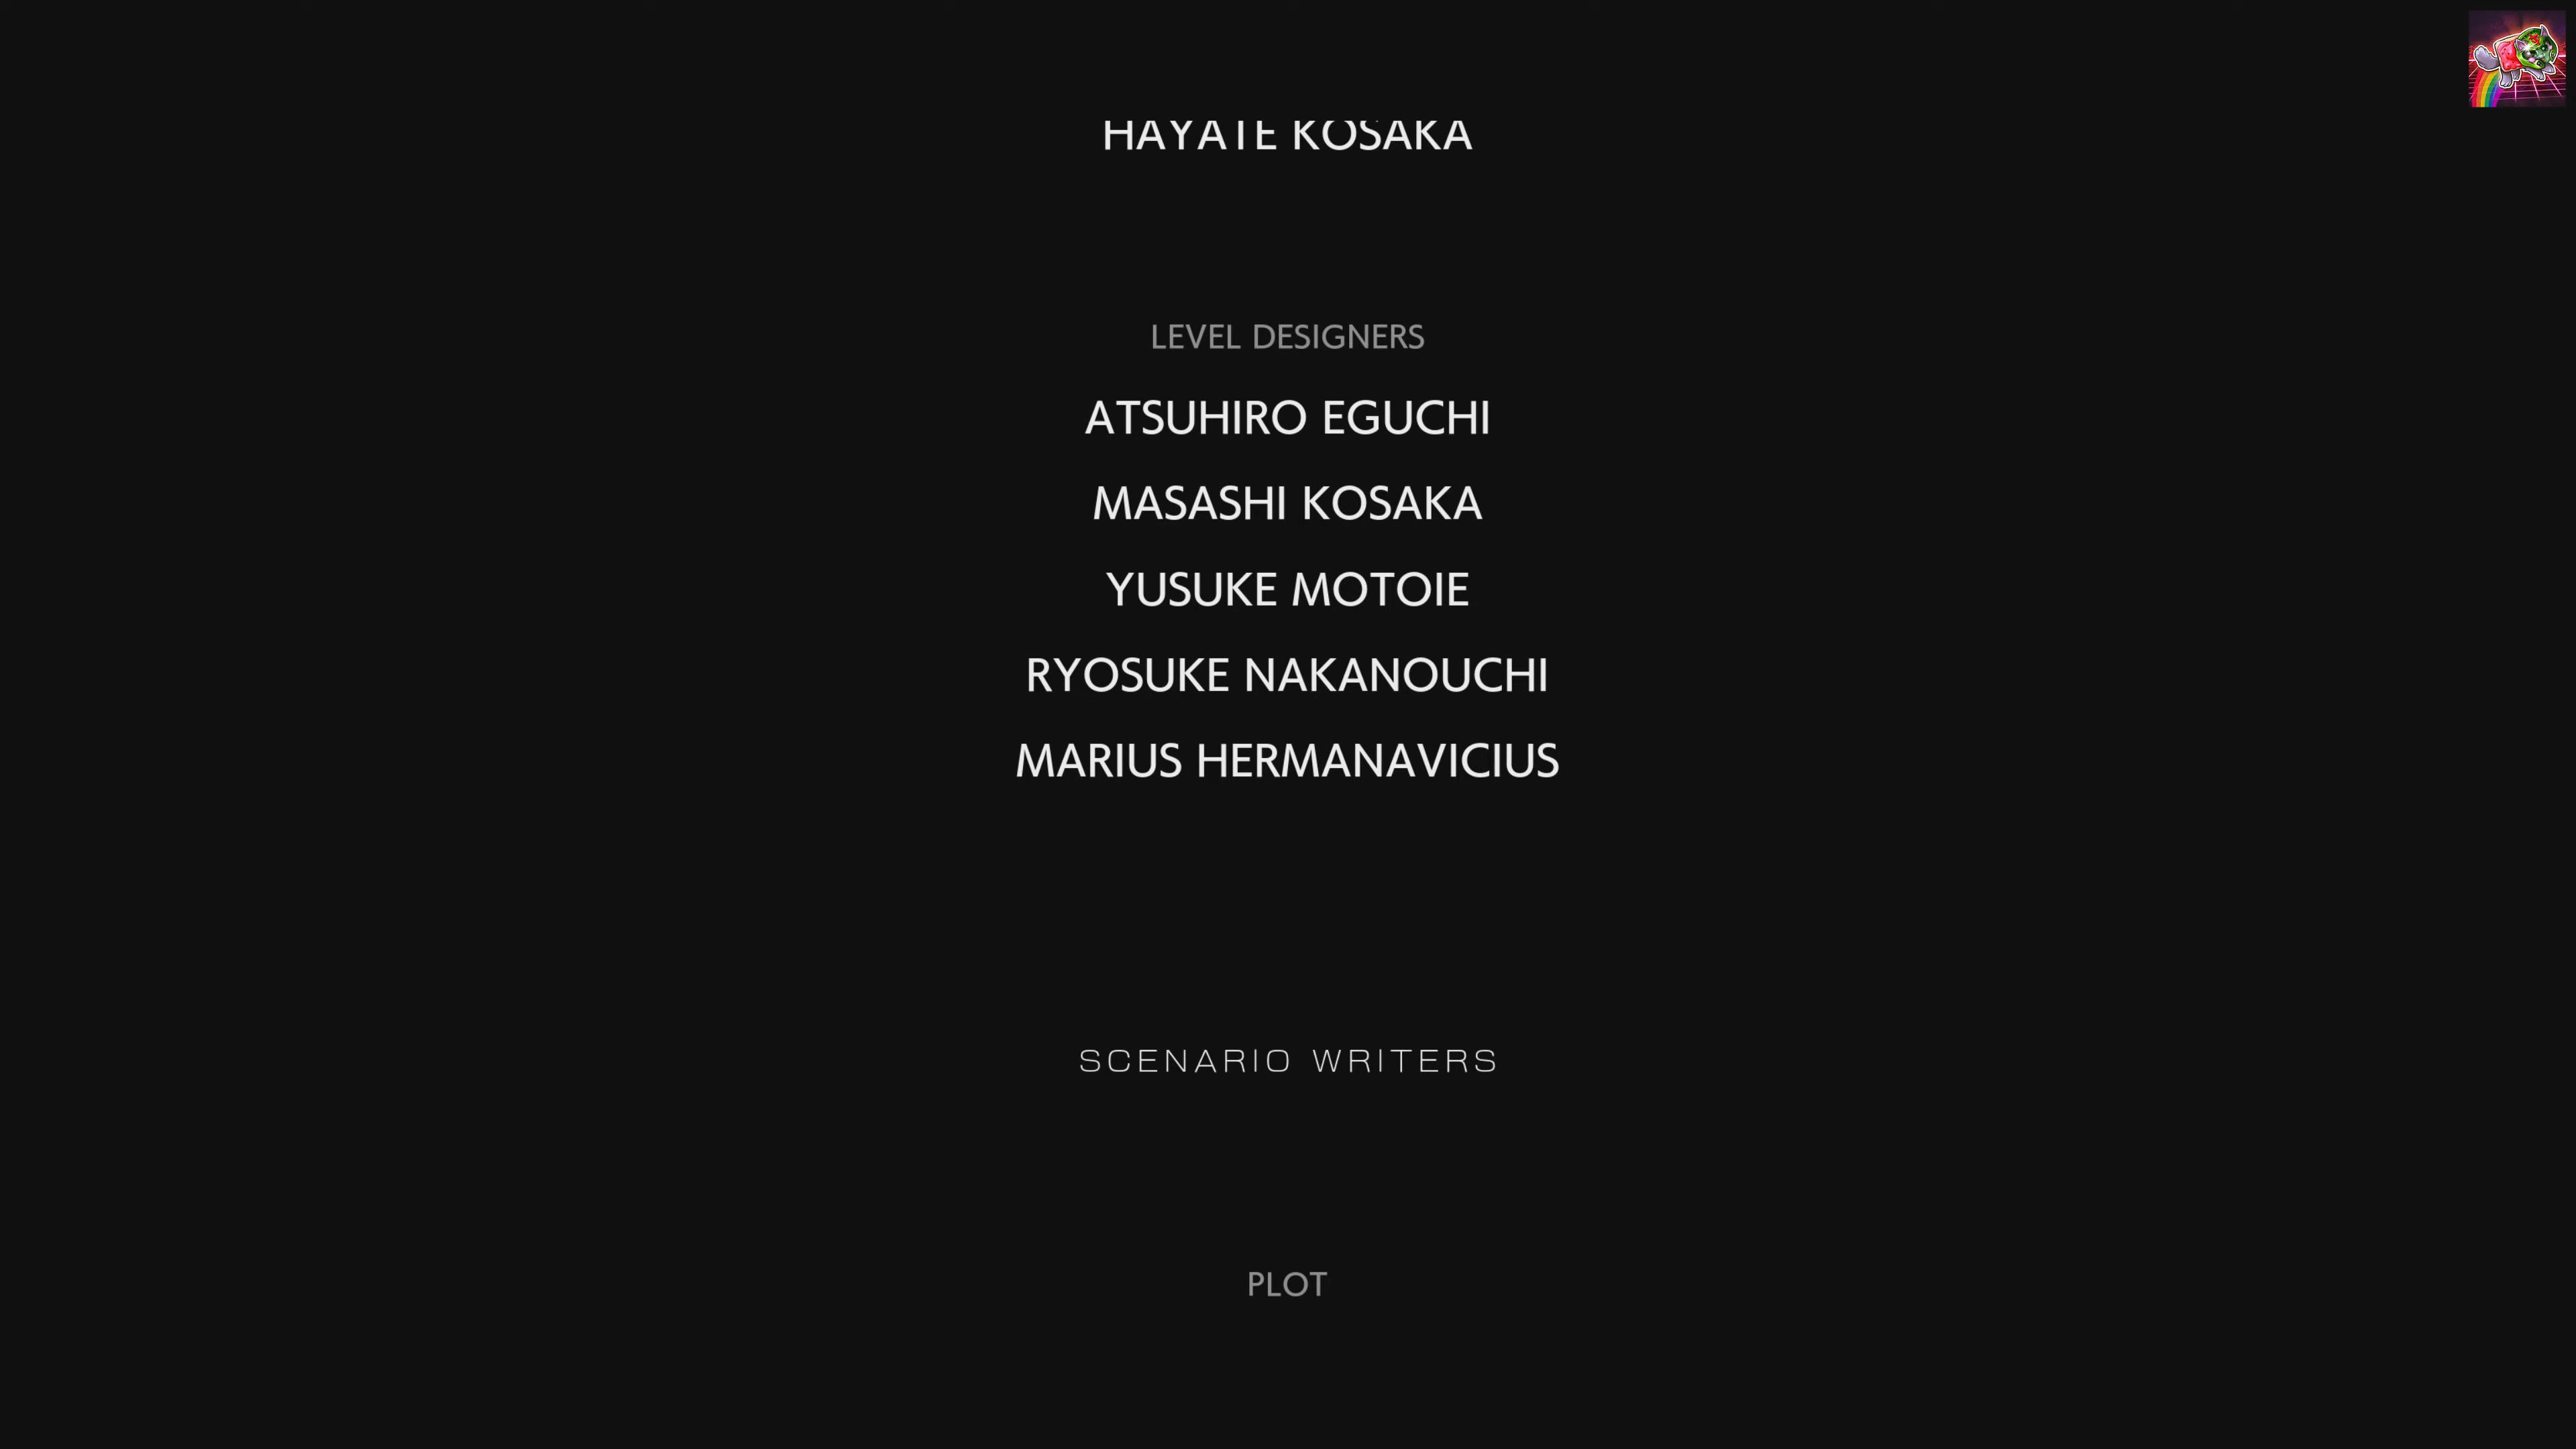 HAYATE KOSAKA
LEVEL DESIGNERS
ATSUHIRO EGUCHI
MASASHI KOSAKA
YUSUKE MOTOIE
RYOSUKE NAKANOUCHI
MARIUS HERMANAVICIUS
SCENARIO WRITERS
PLOT